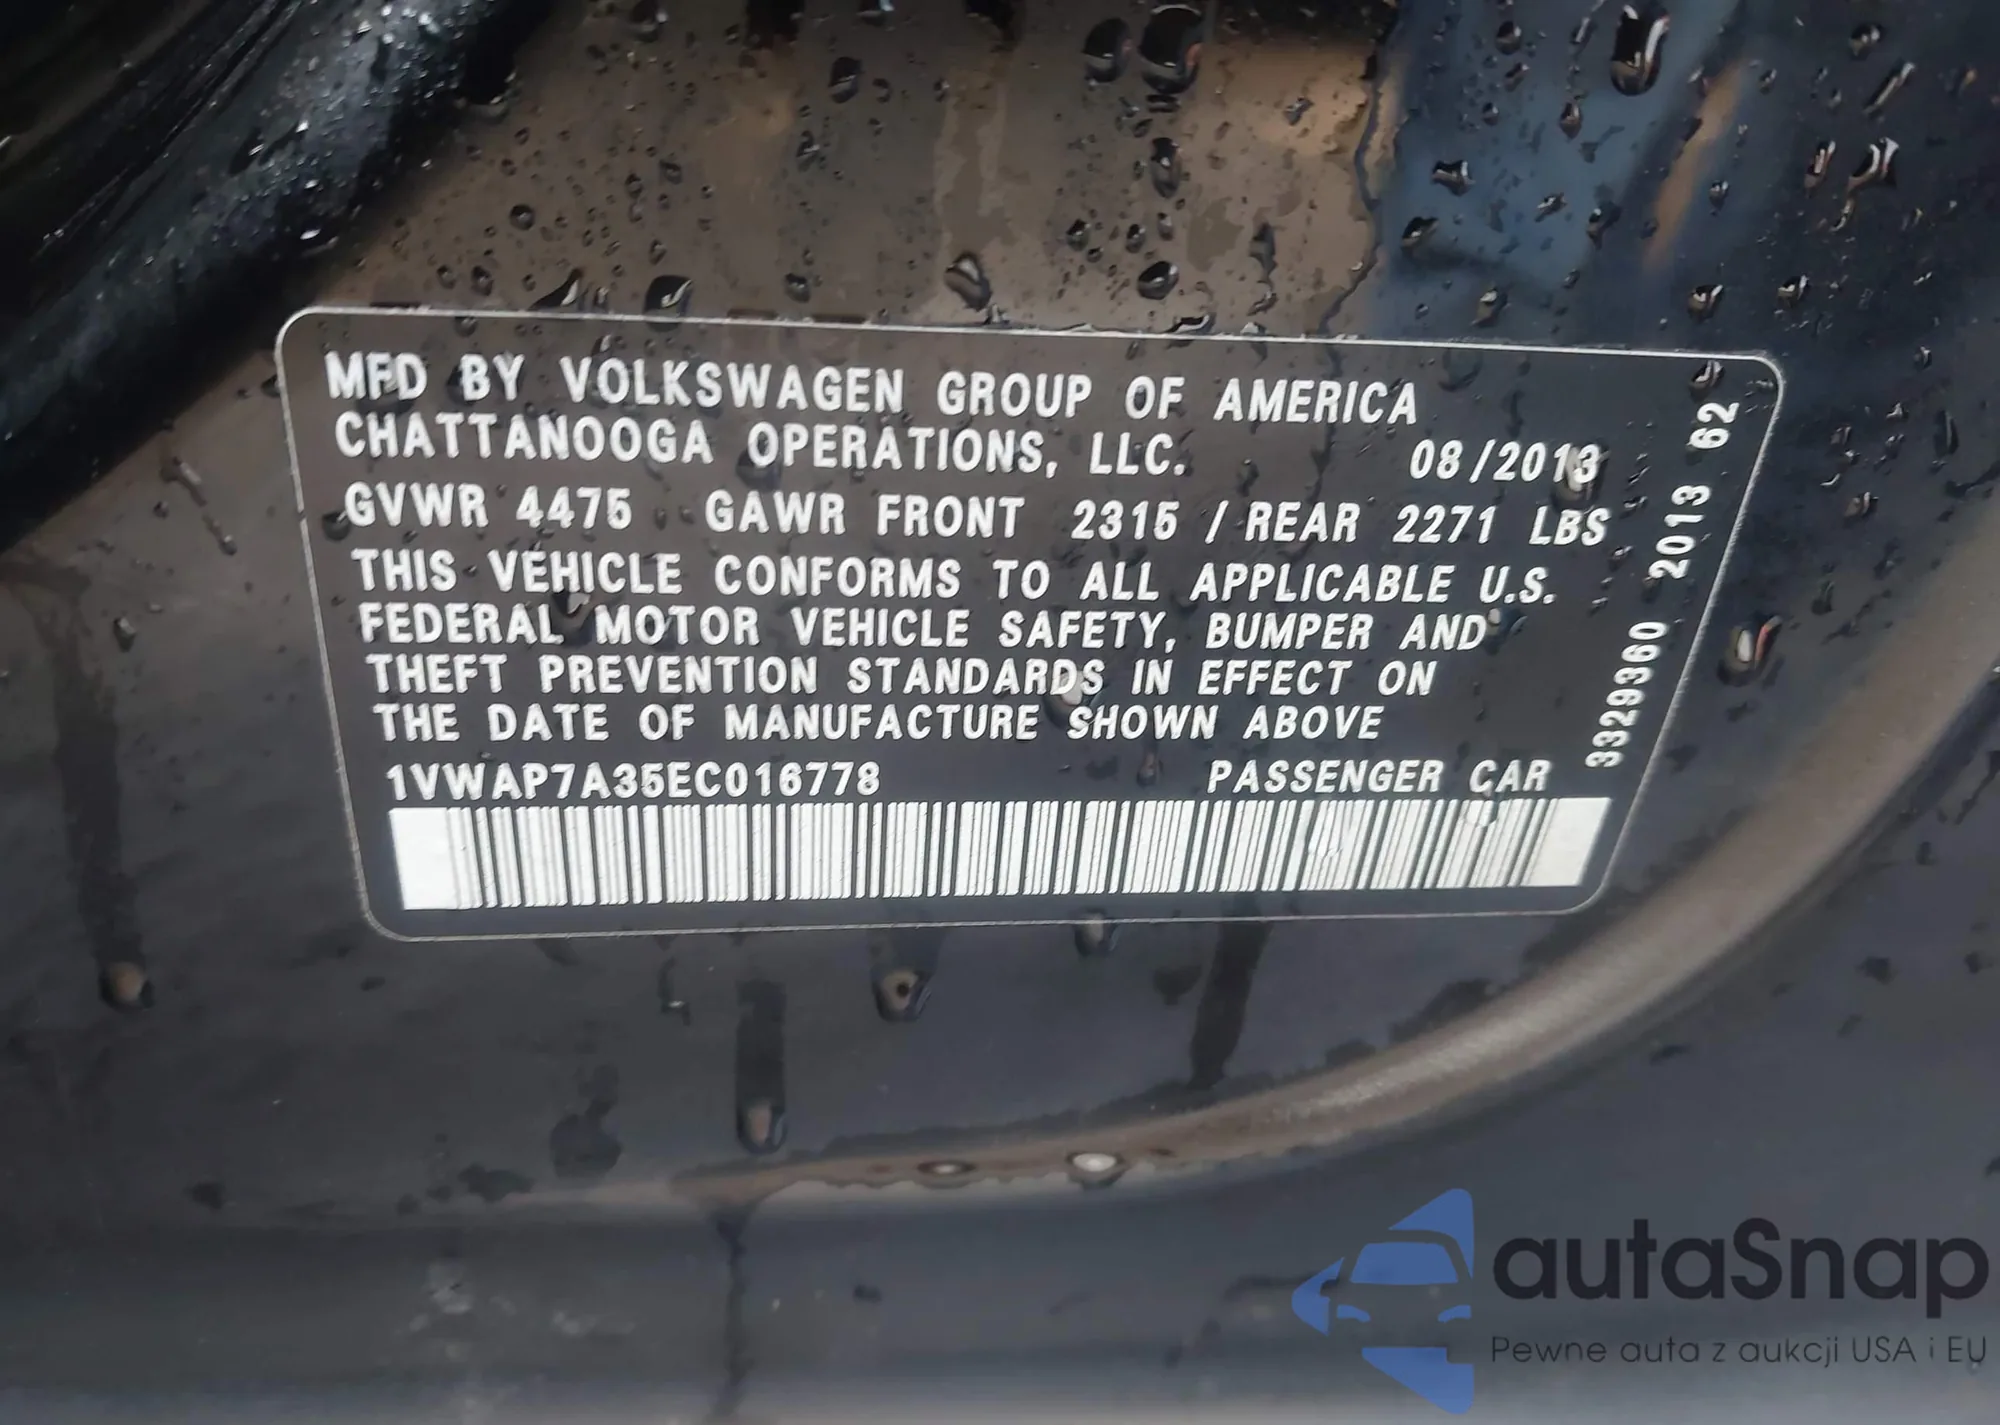 MFD BY VOLKSWAGEN GROUP OF AMERICA
CHATTANOOGA OPERATIONS, LLC. 08/2013
GVWR 4475 GAWR FRONT 2315 / REAR 2271 LBS
THIS VEHICLE CONFORMS TO ALL APPLICABLE U.S.
FEDERAL MOTOR VEHICLE SAFETY, BUMPER AND
THEFT PREVENTION STANDARDS IN EFFECT ON
THE DATE OF MANUFACTURE SHOWN ABOVE
1VWAP7A35EC016778 PASSENGER CAR
3329360 2013 62
autaSnap
Pewne auta z aukcji USA i EU